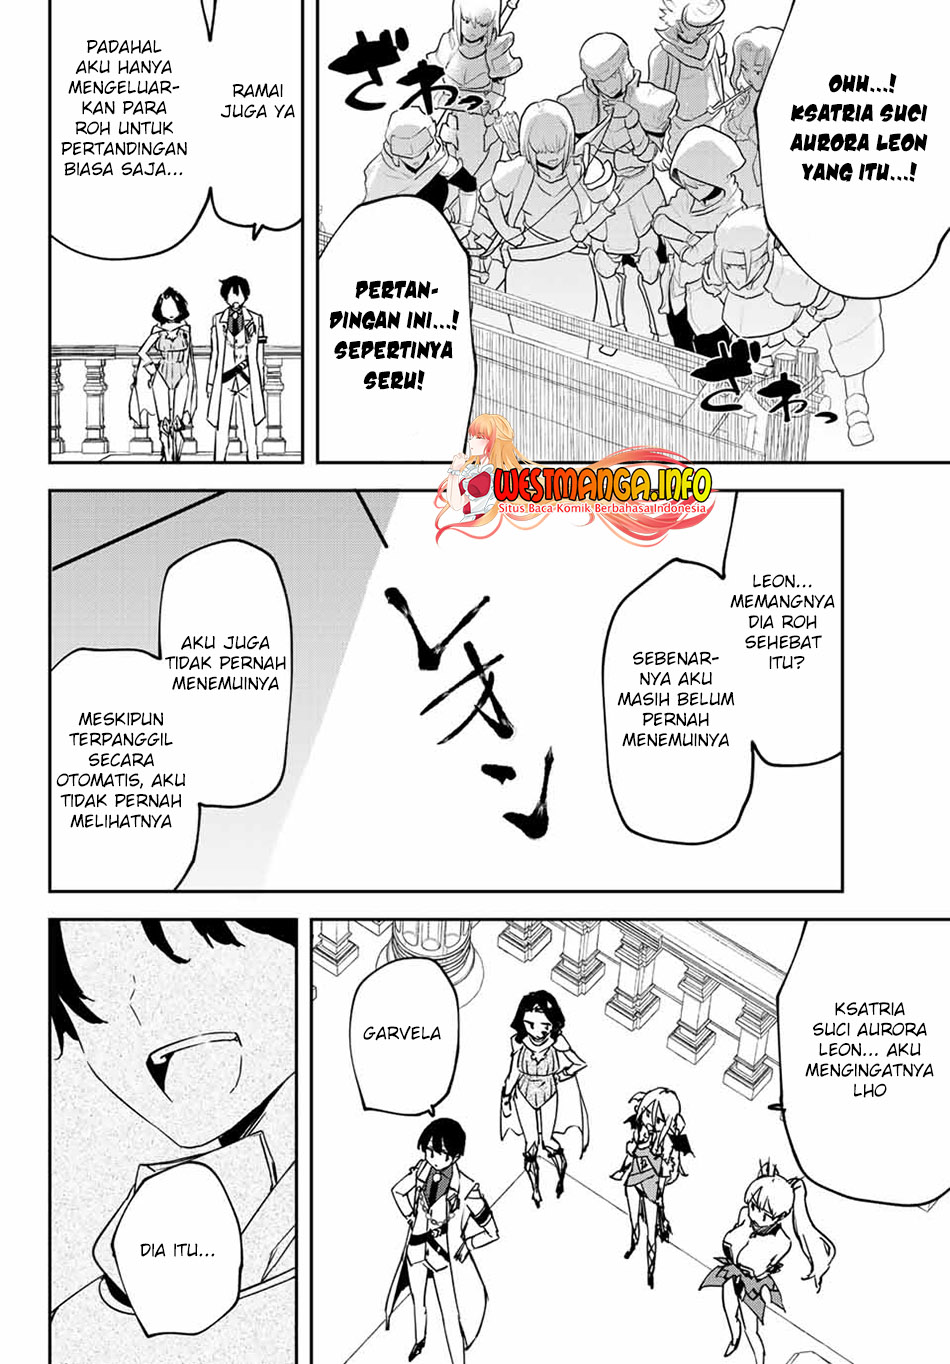 OHH...!
KSATRIA SUCI
AURORA LEON
YANG ITU...!
ざわっ
PERTAN-
DINGAN INI...!
SEPERTINYA
SERU!
ざわっ
RAMAI
JUGA YA
PADAHAL
AKU HANYA
MENGELUAR-
KAN PARA
ROH UNTUK
PERTANDINGAN
BIASA SAJA...
WESTMANGA.INFO
Situs Baca Komik Berbahasa Indonesia
LEON...
MEMANGNYA
DIA ROH
SEHEBAT
ITU?
SEBENAR-
NYA AKU
MASIH BELUM
PERNAH
MENEMUINYA
レオン
AKU JUGA
TIDAK PERNAH
MENEMUINYA
MESKIPUN
TERPANGGIL
SECARA
OTOMATIS, AKU
TIDAK PERNAH
MELIHATNYA
KSATRIA
SUCI AURORA
LEON... AKU
MENGINGATNYA
LHO
GARVELA
DIA ITU...